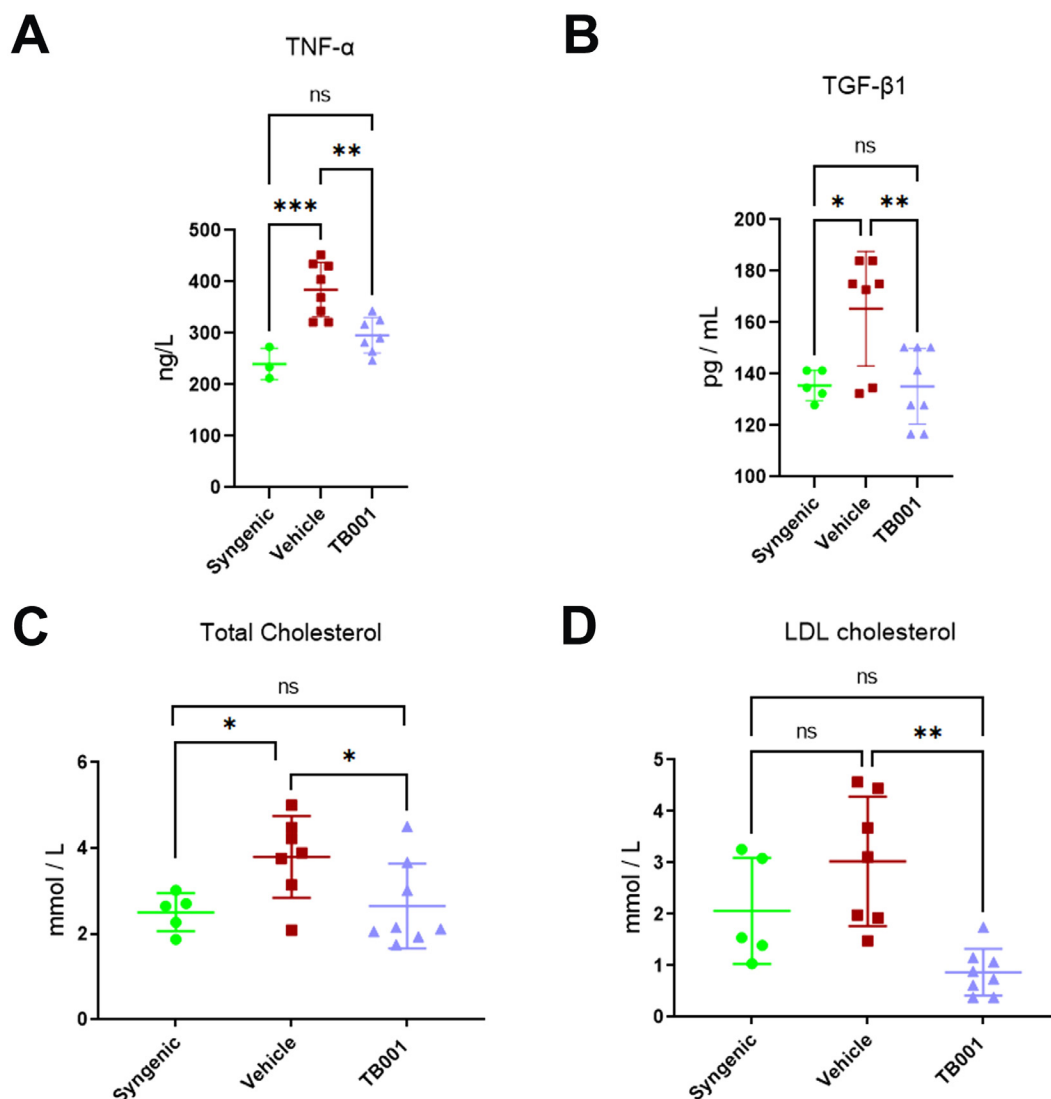 A
TNF-α
ns
**
***
500
400
300
200
100
0
ng/L
Syngenic
Vehicle
TB001
B
TGF-β1
ns
*
**
200
180
160
140
120
100
pg / mL
Syngenic
Vehicle
TB001
C
Total Cholesterol
ns
*
*
6
4
2
0
mmol / L
Syngenic
Vehicle
TB001
D
LDL cholesterol
ns
ns
**
5
4
3
2
1
0
mmol / L
Syngenic
Vehicle
TB001